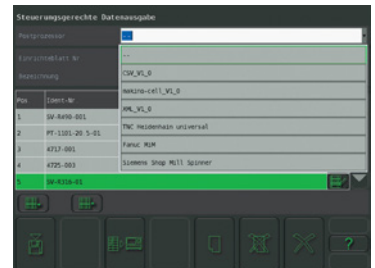 Steuerungsgerechte Datenausgabe
Postprozessor
--
Einrichteblatt Nr
--
CSV_V1_0
Bezeichnung
makino-cell_V1_0
XML_V1_0
Pos Ident-Nr
1 SV-R490-001
TNC Heidenhain universal
2 PT-1101-20 5-01
Fanuc MiM
3 4717-001
Siemens Shop Mill Spinner
4 4725-003
5 SV-R316-01
?